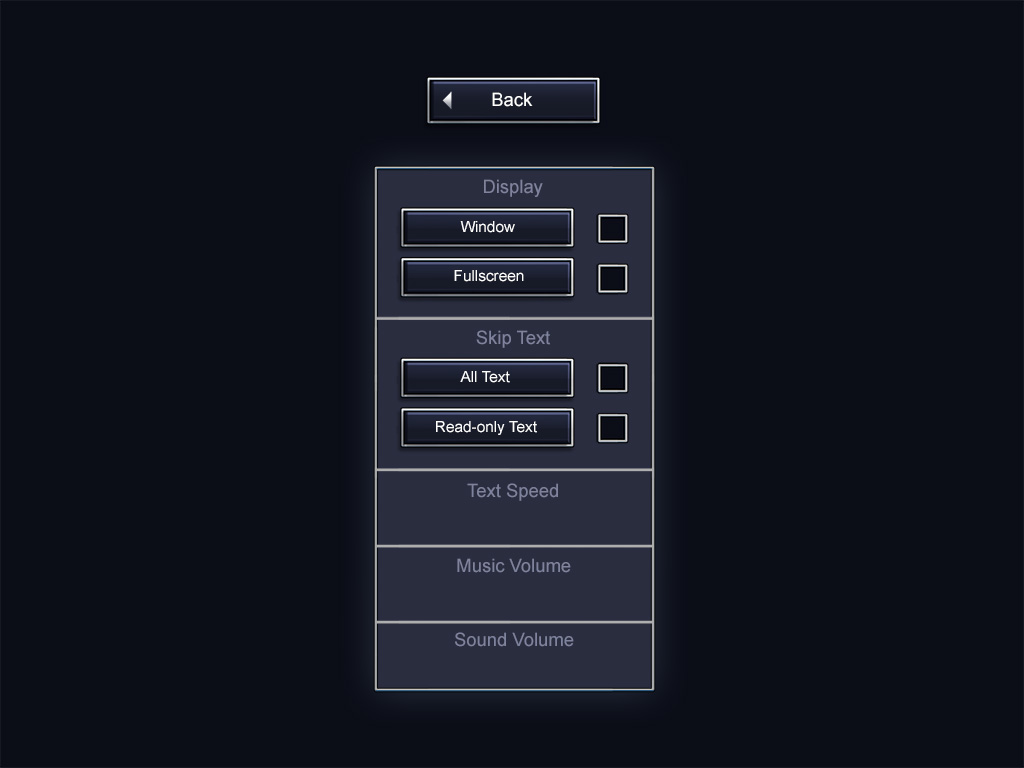 Back
Display
Window
Fullscreen
Skip Text
All Text
Read-only Text
Text Speed
Music Volume
Sound Volume